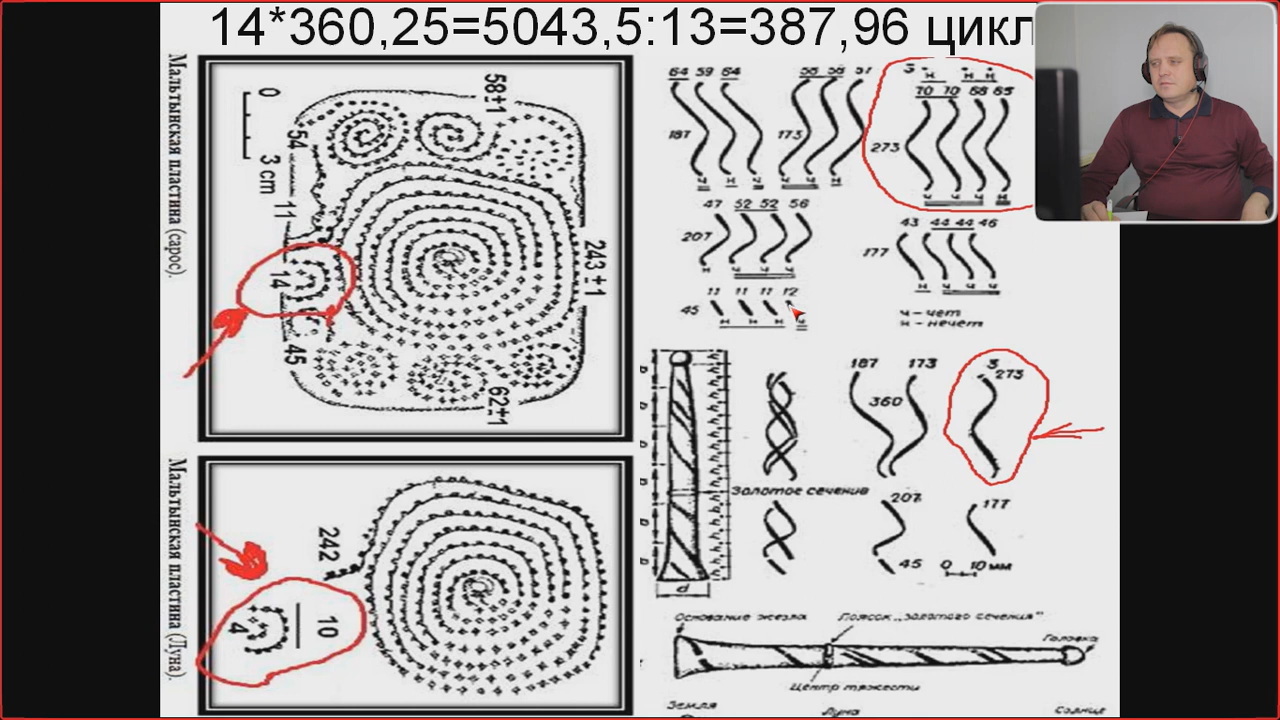 14*360,25=5043,5:13=387,96 цикл
Мальтынская пластина (сарос).
0
3 cm
58±1
54
11
14
45
243±1
62±1
Мальтынская пластина (Луна).
242
10
4
64 59 64
187
173
273
70 70 68 65
47 52 52 56
207
43 44 44 46
177
11 11 11 12
45
ч – чет
н – нечет
187 173
360
273
Золотое сечение
207
45
177
0 10 мм
d
Основание жезла
Поясок „золотого сечения"
Головка
Центр тяжести
Земля
Луна
Солнце